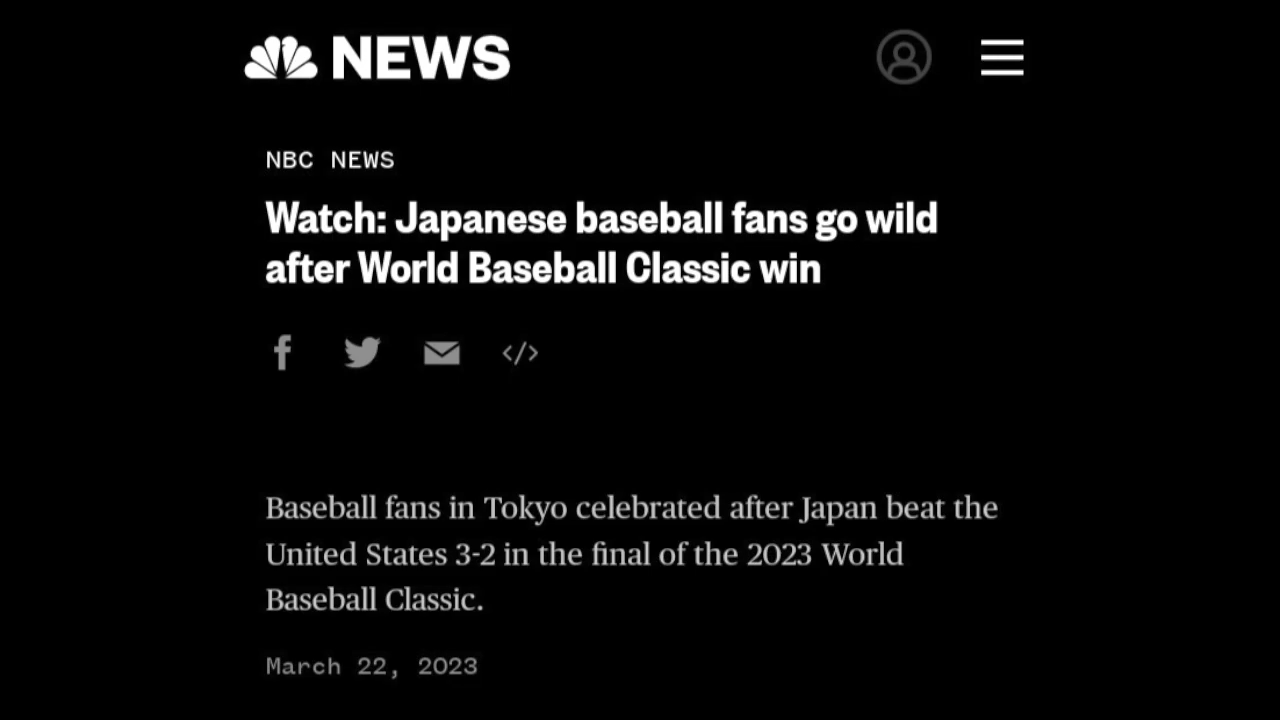 NEWS
NBC NEWS
Watch: Japanese baseball fans go wild
after World Baseball Classic win
Baseball fans in Tokyo celebrated after Japan beat the
United States 3-2 in the final of the 2023 World
Baseball Classic.
March 22, 2023